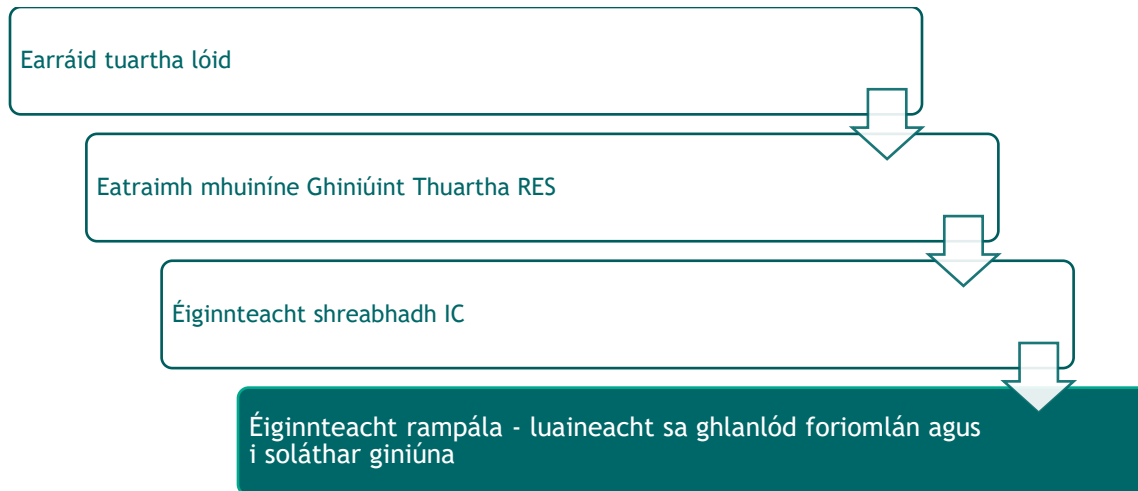 Earráid tuartha lóid
Eatraimh mhuiníne Ghiniúint Thuartha RES
Éiginnteacht shreabhadh IC
Éiginnteacht rampála - luaineacht sa ghlanlód foriomlán agus
i soláthar giniúna